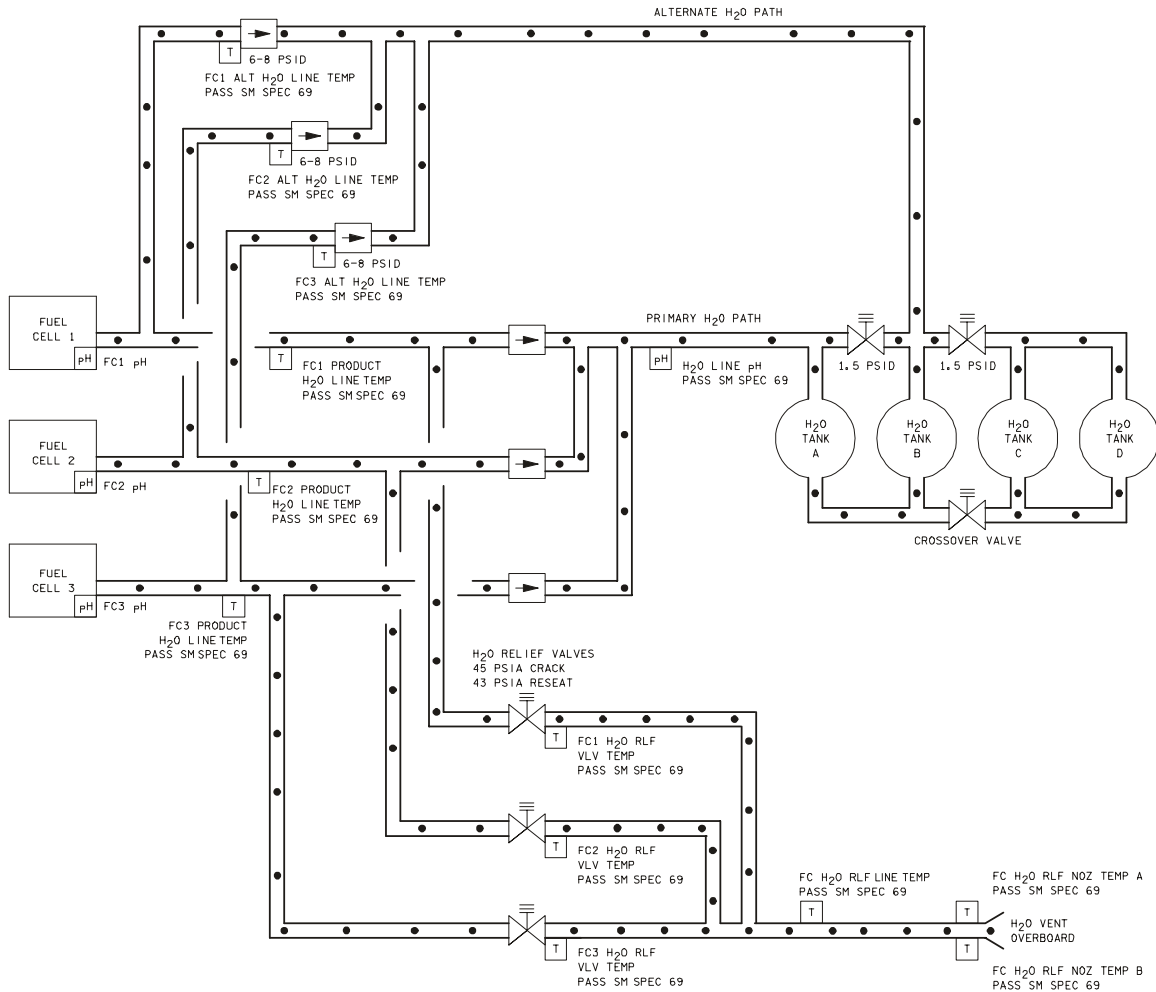 ALTERNATE H2O PATH
T
6-8 PSID
FC1 ALT H2O LINE TEMP
PASS SM SPEC 69
T
6-8 PSID
FC2 ALT H2O LINE TEMP
PASS SM SPEC 69
T
6-8 PSID
FC3 ALT H2O LINE TEMP
PASS SM SPEC 69
FUEL
CELL 1
pH
FC1 pH
T
FC1 PRODUCT
H2O LINE TEMP
PASS SM SPEC 69
PRIMARY H2O PATH
pH
H2O LINE pH
PASS SM SPEC 69
1.5 PSID
1.5 PSID
H2O
TANK
A
H2O
TANK
B
H2O
TANK
C
H2O
TANK
D
CROSSOVER VALVE
FUEL
CELL 2
pH
FC2 pH
T
FC2 PRODUCT
H2O LINE TEMP
PASS SM SPEC 69
FUEL
CELL 3
pH
FC3 pH
T
FC3 PRODUCT
H2O LINE TEMP
PASS SM SPEC 69
H2O RELIEF VALVES
45 PSIA CRACK
43 PSIA RESEAT
T
FC1 H2O RLF
VLV TEMP
PASS SM SPEC 69
T
FC2 H2O RLF
VLV TEMP
PASS SM SPEC 69
T
FC3 H2O RLF
VLV TEMP
PASS SM SPEC 69
FC H2O RLF LINE TEMP
PASS SM SPEC 69
T
FC H2O RLF NOZ TEMP A
PASS SM SPEC 69
T
H2O VENT
OVERBOARD
T
FC H2O RLF NOZ TEMP B
PASS SM SPEC 69